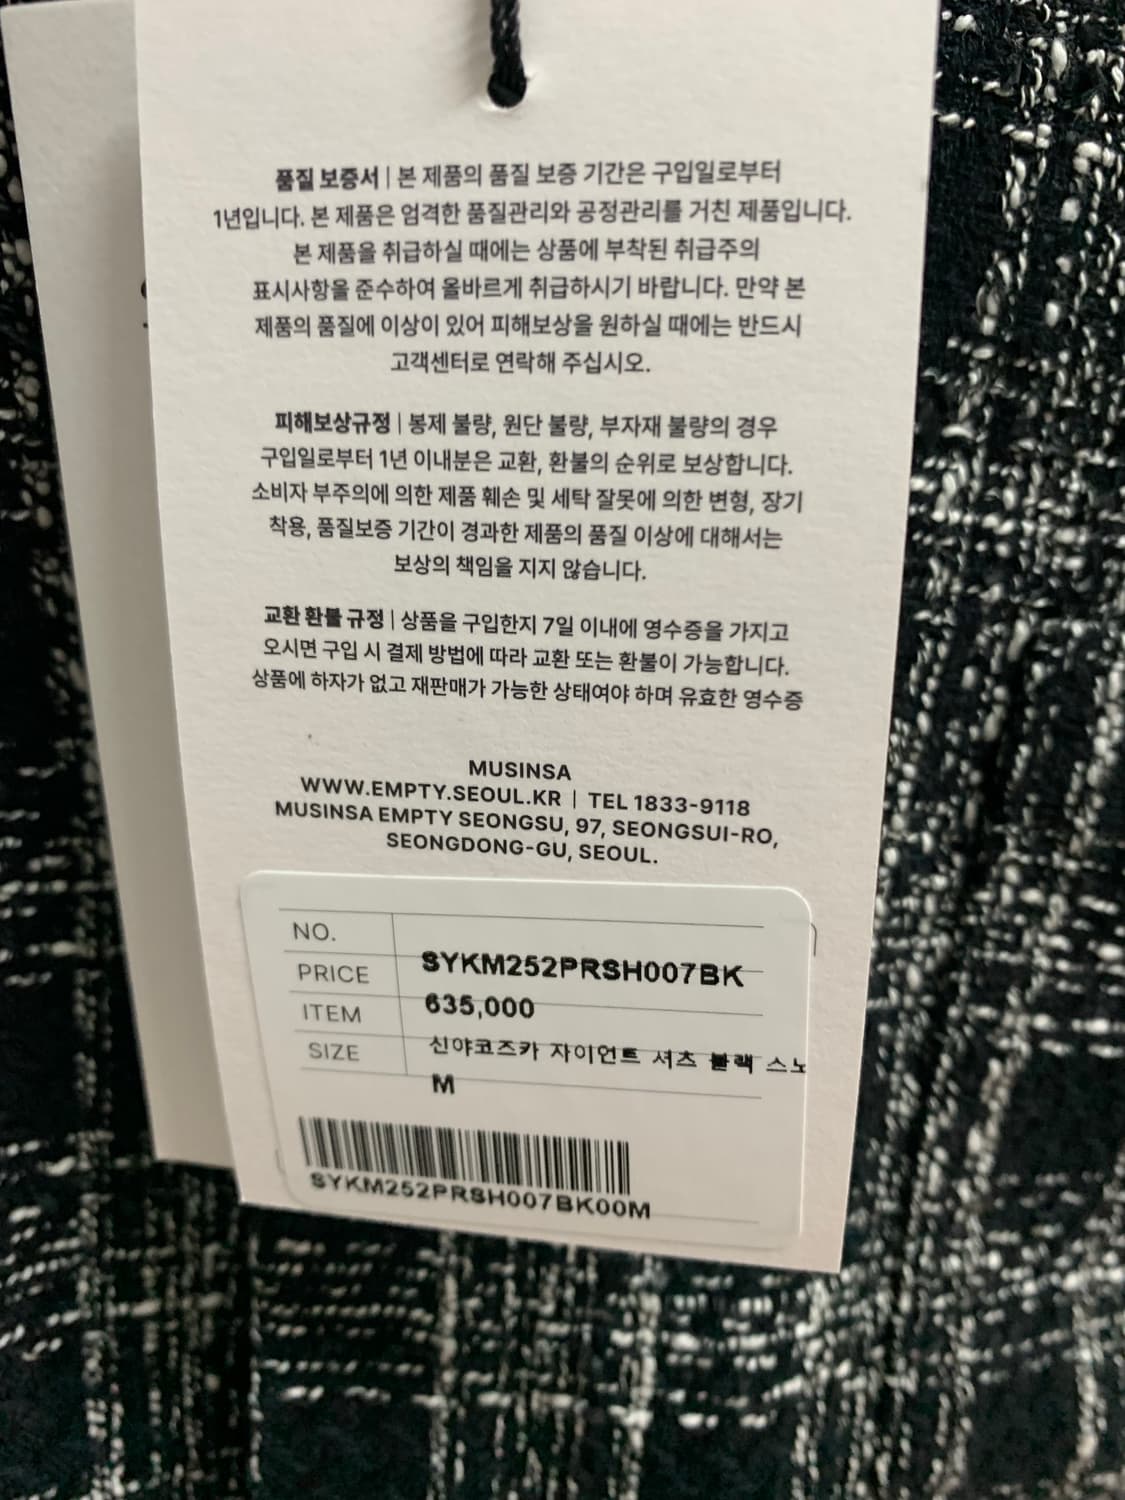 품질 보증서 | 본 제품의 품질 보증 기간은 구입일로부터
1년입니다. 본 제품은 엄격한 품질관리와 공정관리를 거친 제품입니다.
본 제품을 취급하실 때에는 상품에 부착된 취급주의
표시사항을 준수하여 올바르게 취급하시기 바랍니다. 만약 본
제품의 품질에 이상이 있어 피해보상을 원하실 때에는 반드시
고객센터로 연락해 주십시오.
피해보상규정 | 봉제 불량, 원단 불량, 부자재 불량의 경우
구입일로부터 1년 이내분은 교환, 환불의 순위로 보상합니다.
소비자 부주의에 의한 제품 훼손 및 세탁 잘못에 의한 변형, 장기
착용, 품질보증 기간이 경과한 제품의 품질 이상에 대해서는
보상의 책임을 지지 않습니다.
교환 환불 규정 | 상품을 구입한지 7일 이내에 영수증을 가지고
오시면 구입 시 결제 방법에 따라 교환 또는 환불이 가능합니다.
상품에 하자가 없고 재판매가 가능한 상태여야 하며 유효한 영수증
MUSINSA
WWW.EMPTY.SEOUL.KR | TEL 1833-9118
MUSINSA EMPTY SEONGSU, 97, SEONGSUI-RO,
SEONGDONG-GU, SEOUL.
NO. SYKM252PRSH007BK
PRICE 635,000
ITEM 신야코즈카 자이언트 셔츠 블랙 스노
SIZE M
SYKM252PRSH007BK00M